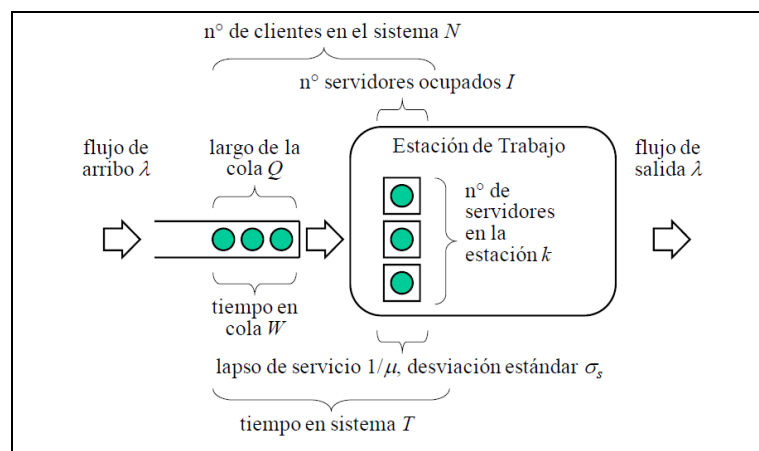 n° de clientes en el sistema N
n° servidores ocupados I
flujo de
arribo λ
largo de la
cola Q
Estación de Trabajo
n° de
servidores
en la
estación k
flujo de
salida λ
tiempo en
cola W
lapso de servicio 1/μ, desviación estándar σs
tiempo en sistema T